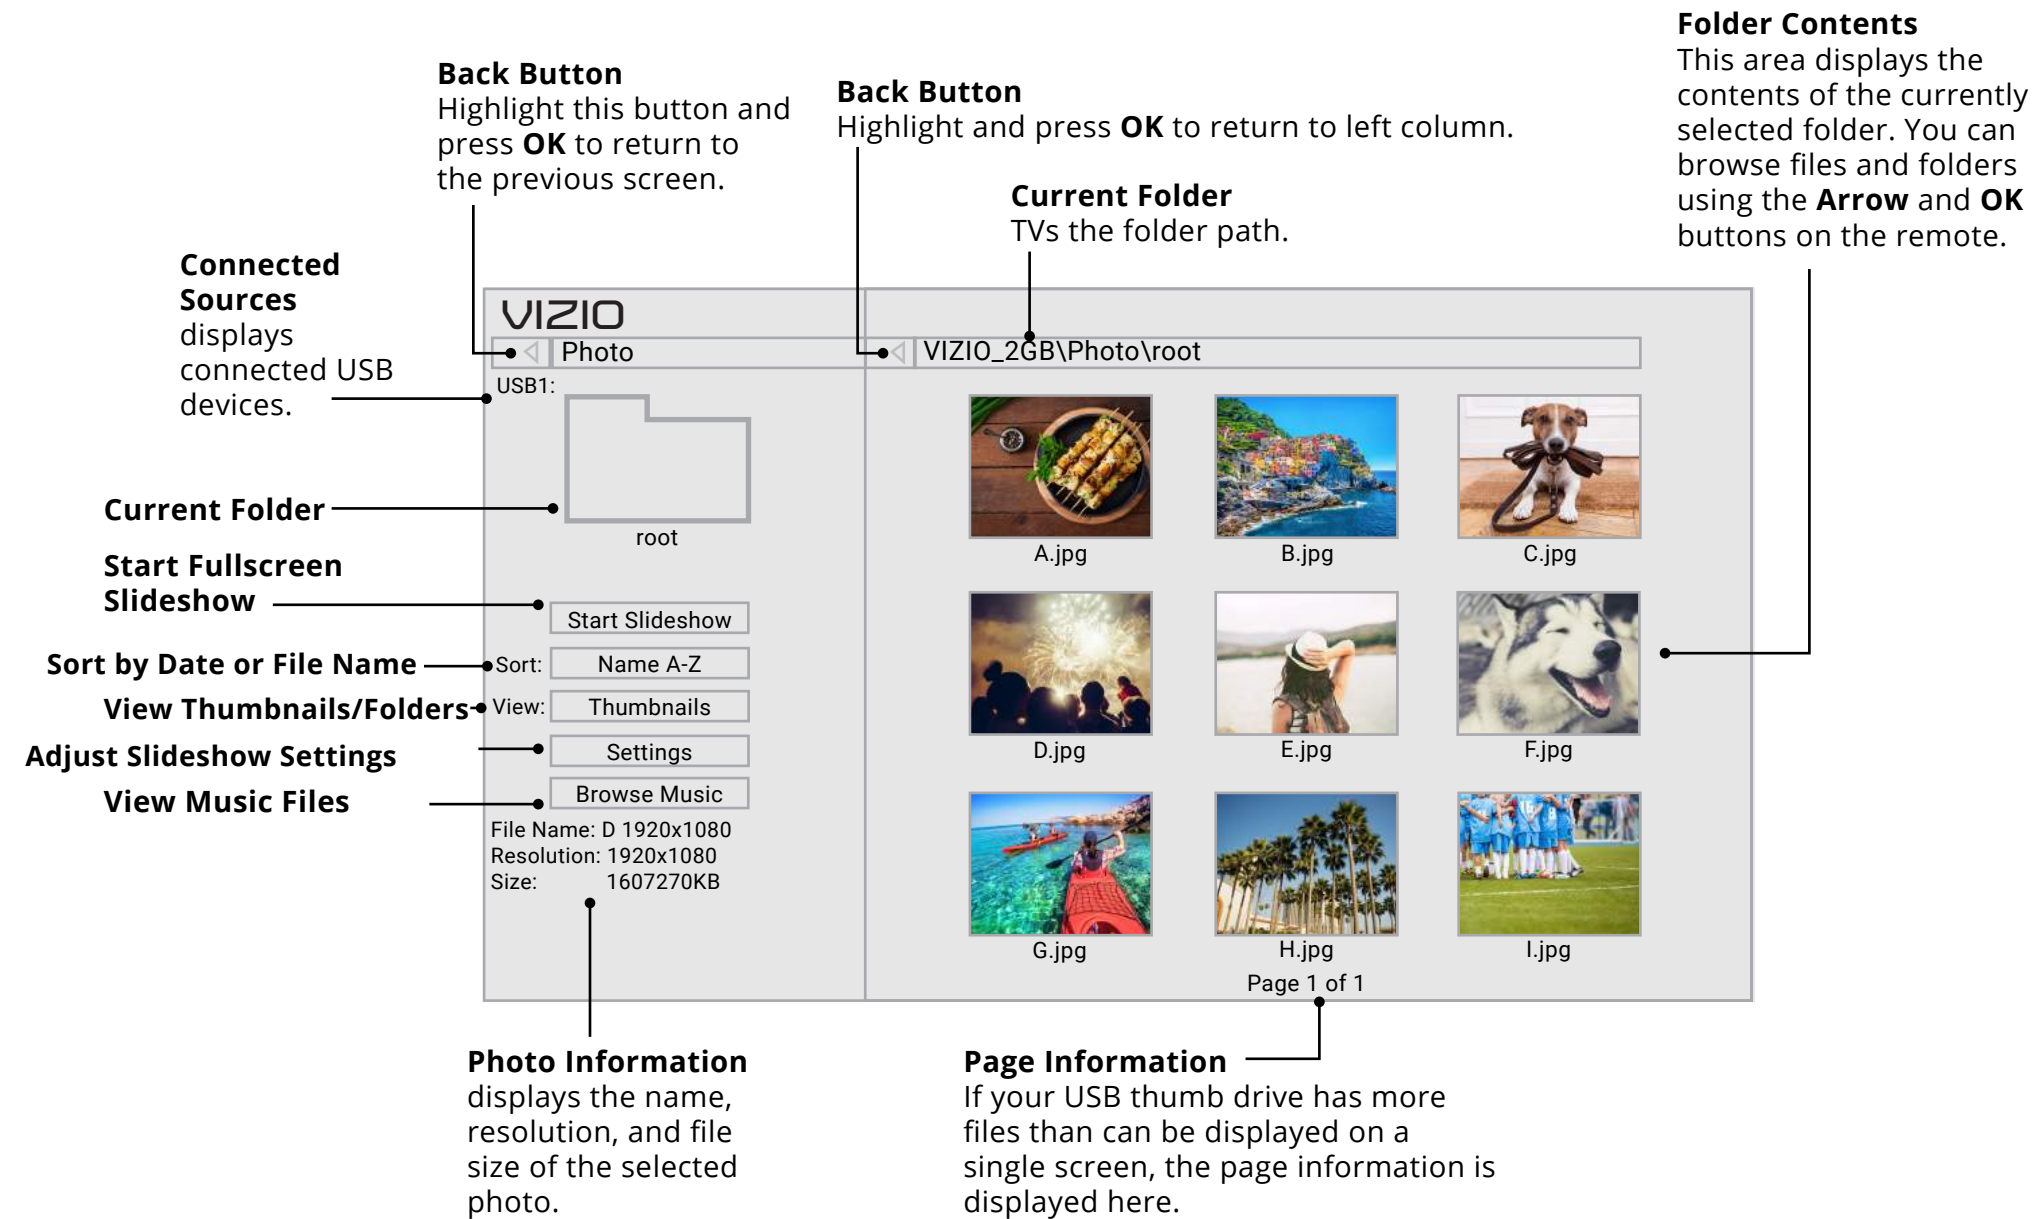 Folder Contents
This area displays the
contents of the currently
selected folder. You can
browse files and folders
using the Arrow and OK
buttons on the remote.
Back Button
Highlight this button and
press OK to return to
the previous screen.
Back Button
Highlight and press OK to return to left column.
Current Folder
TVs the folder path.
Connected
Sources
displays
connected USB
devices.
Current Folder
Start Fullscreen
Slideshow
Sort by Date or File Name
View Thumbnails/Folders
Adjust Slideshow Settings
View Music Files
VIZIO
Photo
USB1:
root
Start Slideshow
Sort: Name A-Z
View: Thumbnails
Settings
Browse Music
File Name: D 1920x1080
Resolution: 1920x1080
Size: 1607270KB
VIZIO_2GB\Photo\root
A.jpg B.jpg C.jpg
D.jpg E.jpg F.jpg
G.jpg H.jpg I.jpg
Page 1 of 1
Photo Information
displays the name,
resolution, and file
size of the selected
photo.
Page Information
If your USB thumb drive has more
files than can be displayed on a
single screen, the page information is
displayed here.